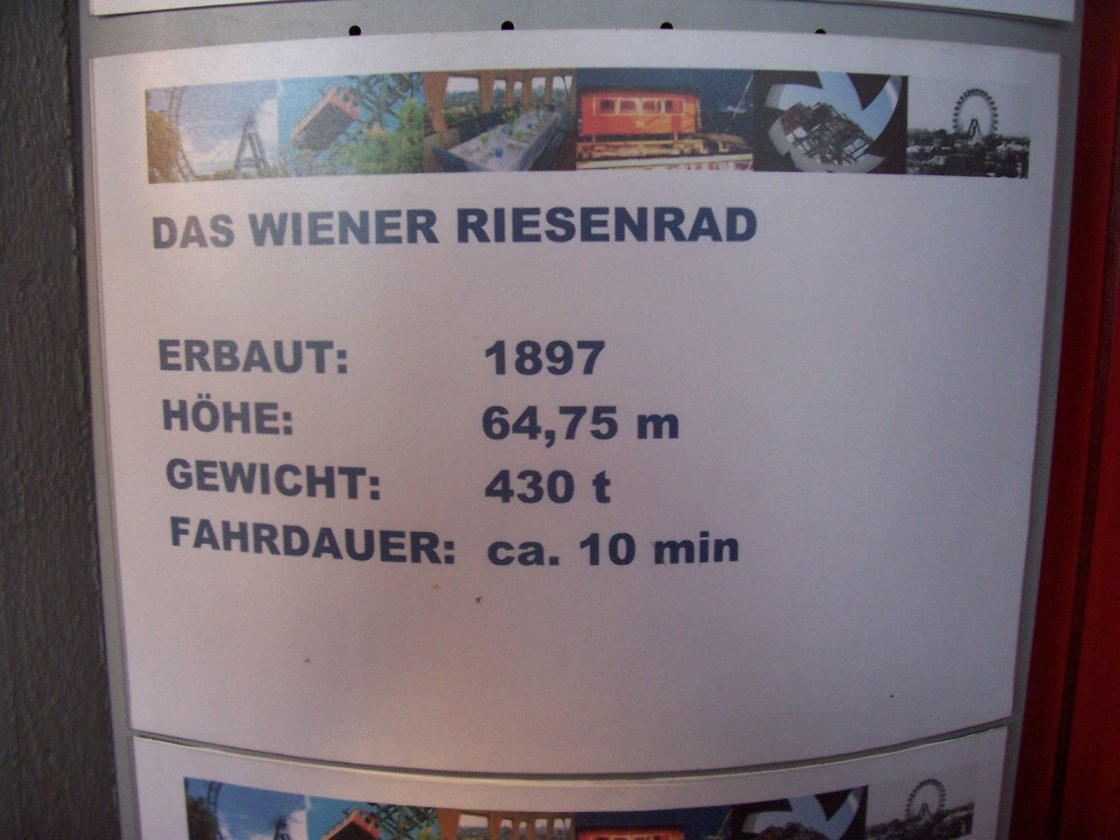 DAS WIENER RIESENRAD
ERBAUT: 1897
HÖHE: 64,75 m
GEWICHT: 430 t
FAHRDAUER: ca. 10 min